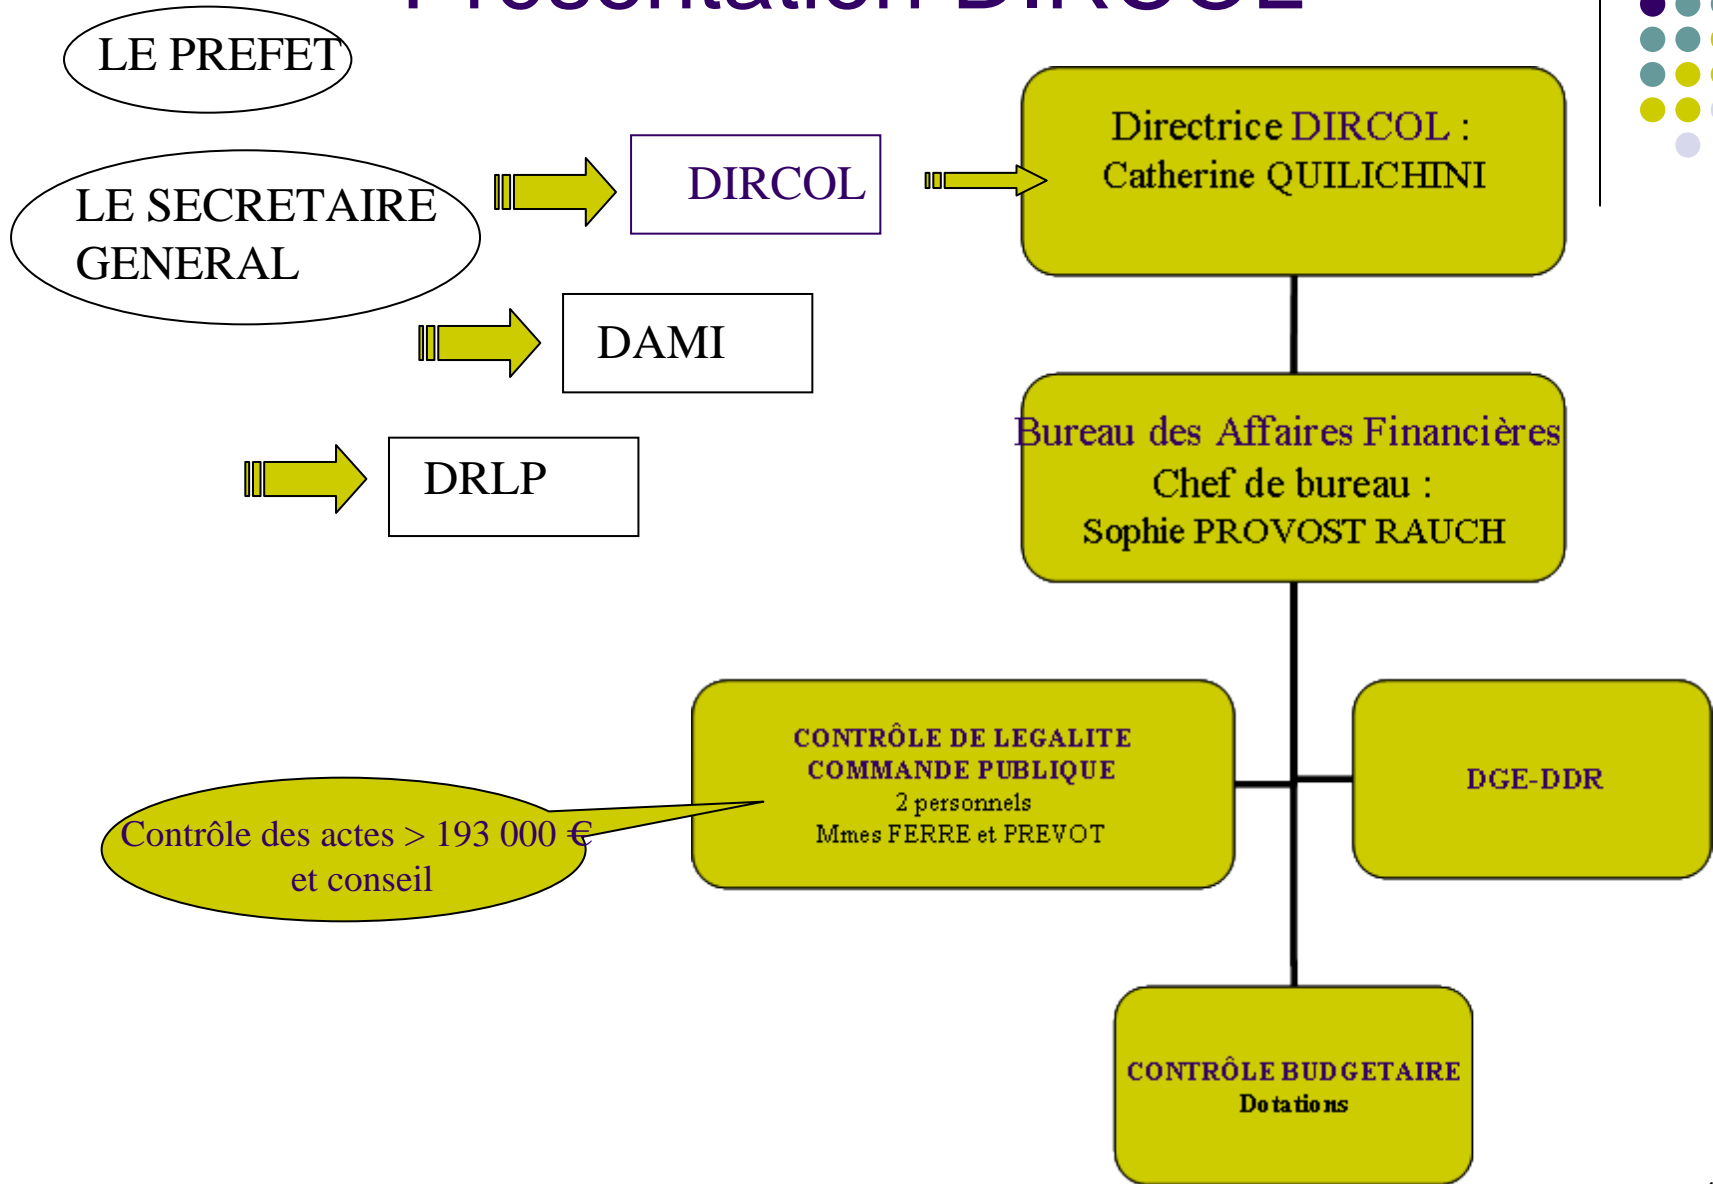 Présentation DIRCOL
LE PREFET
LE SECRETAIRE
GENERAL
DIRCOL
DAMI
DRLP
Directrice DIRCOL :
Catherine QUILICHINI
Bureau des Affaires Financières
Chef de bureau :
Sophie PROVOST RAUCH
CONTRÔLE DE LEGALITE
COMMANDE PUBLIQUE
2 personnels
Mmes FERRE et PREVOT
DGE-DDR
Contrôle des actes > 193 000 €
et conseil
CONTRÔLE BUDGETAIRE
Dotations